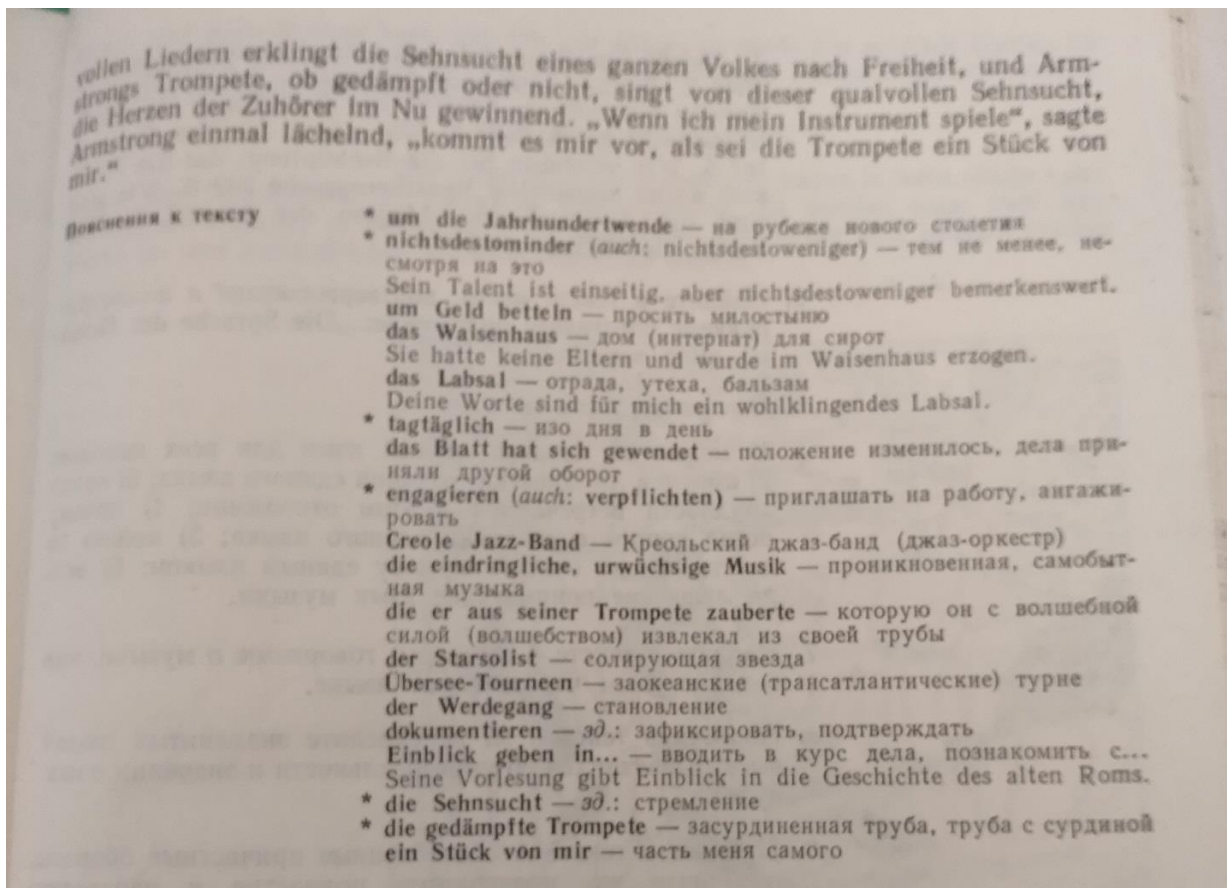 vollen Liedern erklingt die Sehnsucht eines ganzen Volkes nach Freiheit, und Arm-
strongs Trompete, ob gedämpft oder nicht, singt von dieser qualvollen Sehnsucht,
die Herzen der Zuhörer im Nu gewinnend. „Wenn ich mein Instrument spiele“, sagte
Armstrong einmal lächelnd, „kommt es mir vor, als sei die Trompete ein Stück von
mir.“
Пояснения к тексту
* um die Jahrhundertwende — на рубеже нового столетия
* nichtsdestominder (auch: nichtsdestoweniger) — тем не менее, не-
смотря на это
Sein Talent ist einseitig, aber nichtsdestoweniger bemerkenswert.
um Geld betteln — просить милостыню
das Waisenhaus — дом (интернат) для сирот
Sie hatte keine Eltern und wurde im Waisenhaus erzogen.
das Labsal — отрада, утеха, бальзам
Deine Worte sind für mich ein wohlklingendes Labsal.
* tagtäglich — изо дня в день
das Blatt hat sich gewendet — положение изменилось, дела при-
няли другой оборот
* engagieren (auch: verpflichten) — приглашать на работу, ангажи-
ровать
Creole Jazz-Band — Креольский джаз-банд (джаз-оркестр)
die eindringliche, urwüchsige Musik — проникновенная, самобыт-
ная музыка
die er aus seiner Trompete zauberte — которую он с волшебной
силой (волшебством) извлекал из своей трубы
der Starsolist — солирующая звезда
Übersee-Tourneen — заокеанские (трансатлантические) турне
der Werdegang — становление
dokumentieren — зд.: зафиксировать, подтверждать
Einblick geben in... — вводить в курс дела, познакомить с...
Seine Vorlesung gibt Einblick in die Geschichte des alten Roms.
* die Sehnsucht — зд.: стремление
* die gedämpfte Trompete — засурдиненная труба, труба с сурдиной
ein Stück von mir — часть меня самого